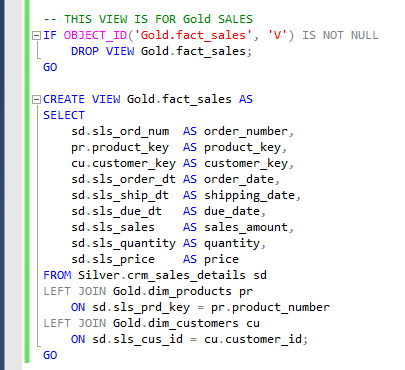 -- THIS VIEW IS FOR Gold SALES
IF OBJECT_ID('Gold.fact_sales', 'V') IS NOT NULL
    DROP VIEW Gold.fact_sales;
GO

CREATE VIEW Gold.fact_sales AS
SELECT
    sd.sls_ord_num  AS order_number,
    pr.product_key  AS product_key,
    cu.customer_key AS customer_key,
    sd.sls_order_dt AS order_date,
    sd.sls_ship_dt  AS shipping_date,
    sd.sls_due_dt   AS due_date,
    sd.sls_sales    AS sales_amount,
    sd.sls_quantity AS quantity,
    sd.sls_price    AS price
FROM Silver.crm_sales_details sd
LEFT JOIN Gold.dim_products pr
    ON sd.sls_prd_key = pr.product_number
LEFT JOIN Gold.dim_customers cu
    ON sd.sls_cus_id = cu.customer_id;
GO